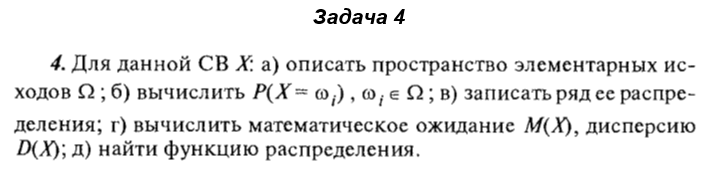 Задача 4
4. Для данной СВ X: а) описать пространство элементарных ис-
ходов Ω ; б) вычислить P(X = ωᵢ) , ωᵢ ∈ Ω ; в) записать ряд ее распре-
деления; г) вычислить математическое ожидание M(X), дисперсию
D(X); д) найти функцию распределения.